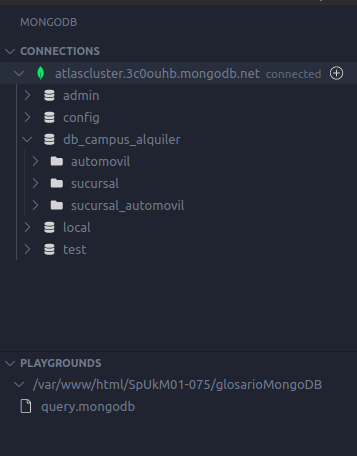 MONGODB
CONNECTIONS
atlascluster.3c0ouhb.mongodb.net connected
admin
config
db_campus_alquiler
automovil
sucursal
sucursal_automovil
local
test
PLAYGROUNDS
/var/www/html/SpUkM01-075/glosarioMongoDB
query.mongodb